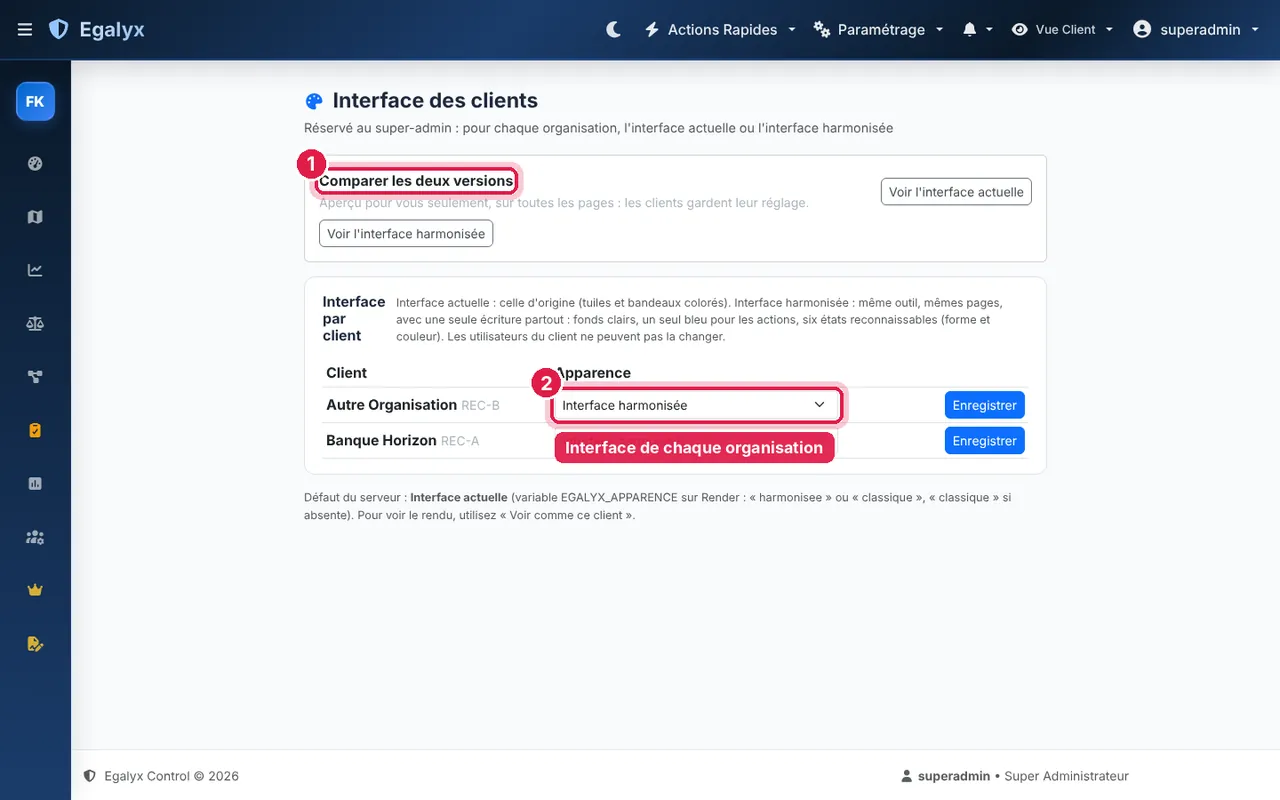 Egalyx
Actions Rapides
Paramétrage
Vue Client
superadmin
FK
Interface des clients
Réservé au super-admin : pour chaque organisation, l'interface actuelle ou l'interface harmonisée
1
Comparer les deux versions
Aperçu pour vous seulement, sur toutes les pages : les clients gardent leur réglage.
Voir l'interface actuelle
Voir l'interface harmonisée
Interface par client
Interface actuelle : celle d'origine (tuiles et bandeaux colorés). Interface harmonisée : même outil, mêmes pages,
avec une seule écriture partout : fonds clairs, un seul bleu pour les actions, six états reconnaissables (forme et
couleur). Les utilisateurs du client ne peuvent pas la changer.
Client
Apparence
2
Autre Organisation REC-B
Interface harmonisée
Enregistrer
Banque Horizon REC-A
Interface de chaque organisation
Enregistrer
Défaut du serveur : Interface actuelle (variable EGALYX_APPARENCE sur Render : « harmonisee » ou « classique », « classique » si
absente). Pour voir le rendu, utilisez « Voir comme ce client ».
Egalyx Control © 2026
superadmin • Super Administrateur